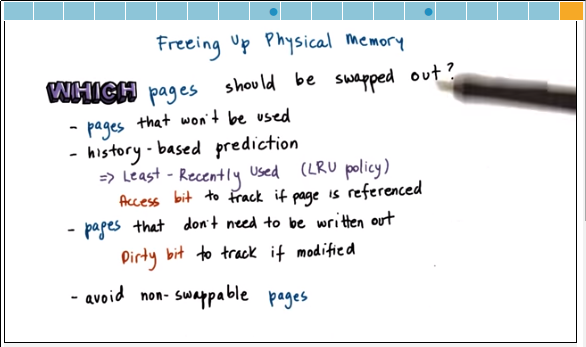 Freeing Up Physical Memory
WHICH pages should be swapped out?
- pages that won't be used
- history-based prediction
=> Least-Recently Used (LRU policy)
Access bit to track if page is referenced
- pages that don't need to be written out
Dirty bit to track if modified
- avoid non-swappable pages